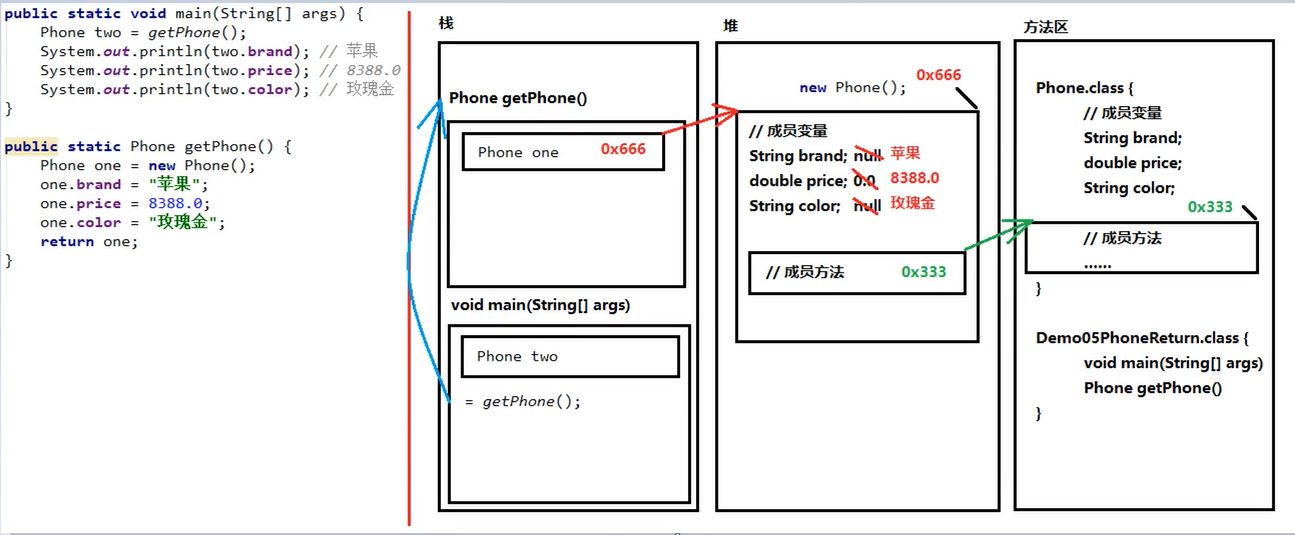 public static void main(String[] args) {
Phone two = getPhone();
System.out.println(two.brand); // 苹果
System.out.println(two.price); // 8388.0
System.out.println(two.color); // 玫瑰金
}
public static Phone getPhone() {
Phone one = new Phone();
one.brand = "苹果";
one.price = 8388.0;
one.color = "玫瑰金";
return one;
}
栈
Phone getPhone()
Phone one 0x666
void main(String[] args)
Phone two
= getPhone();
堆
0x666
new Phone();
// 成员变量
String brand; null 苹果
double price; 0.0 8388.0
String color; null 玫瑰金
// 成员方法 0x333
方法区
Phone.class {
// 成员变量
String brand;
double price;
String color;
0x333
// 成员方法
......
}
Demo05PhoneReturn.class {
void main(String[] args)
Phone getPhone()
}